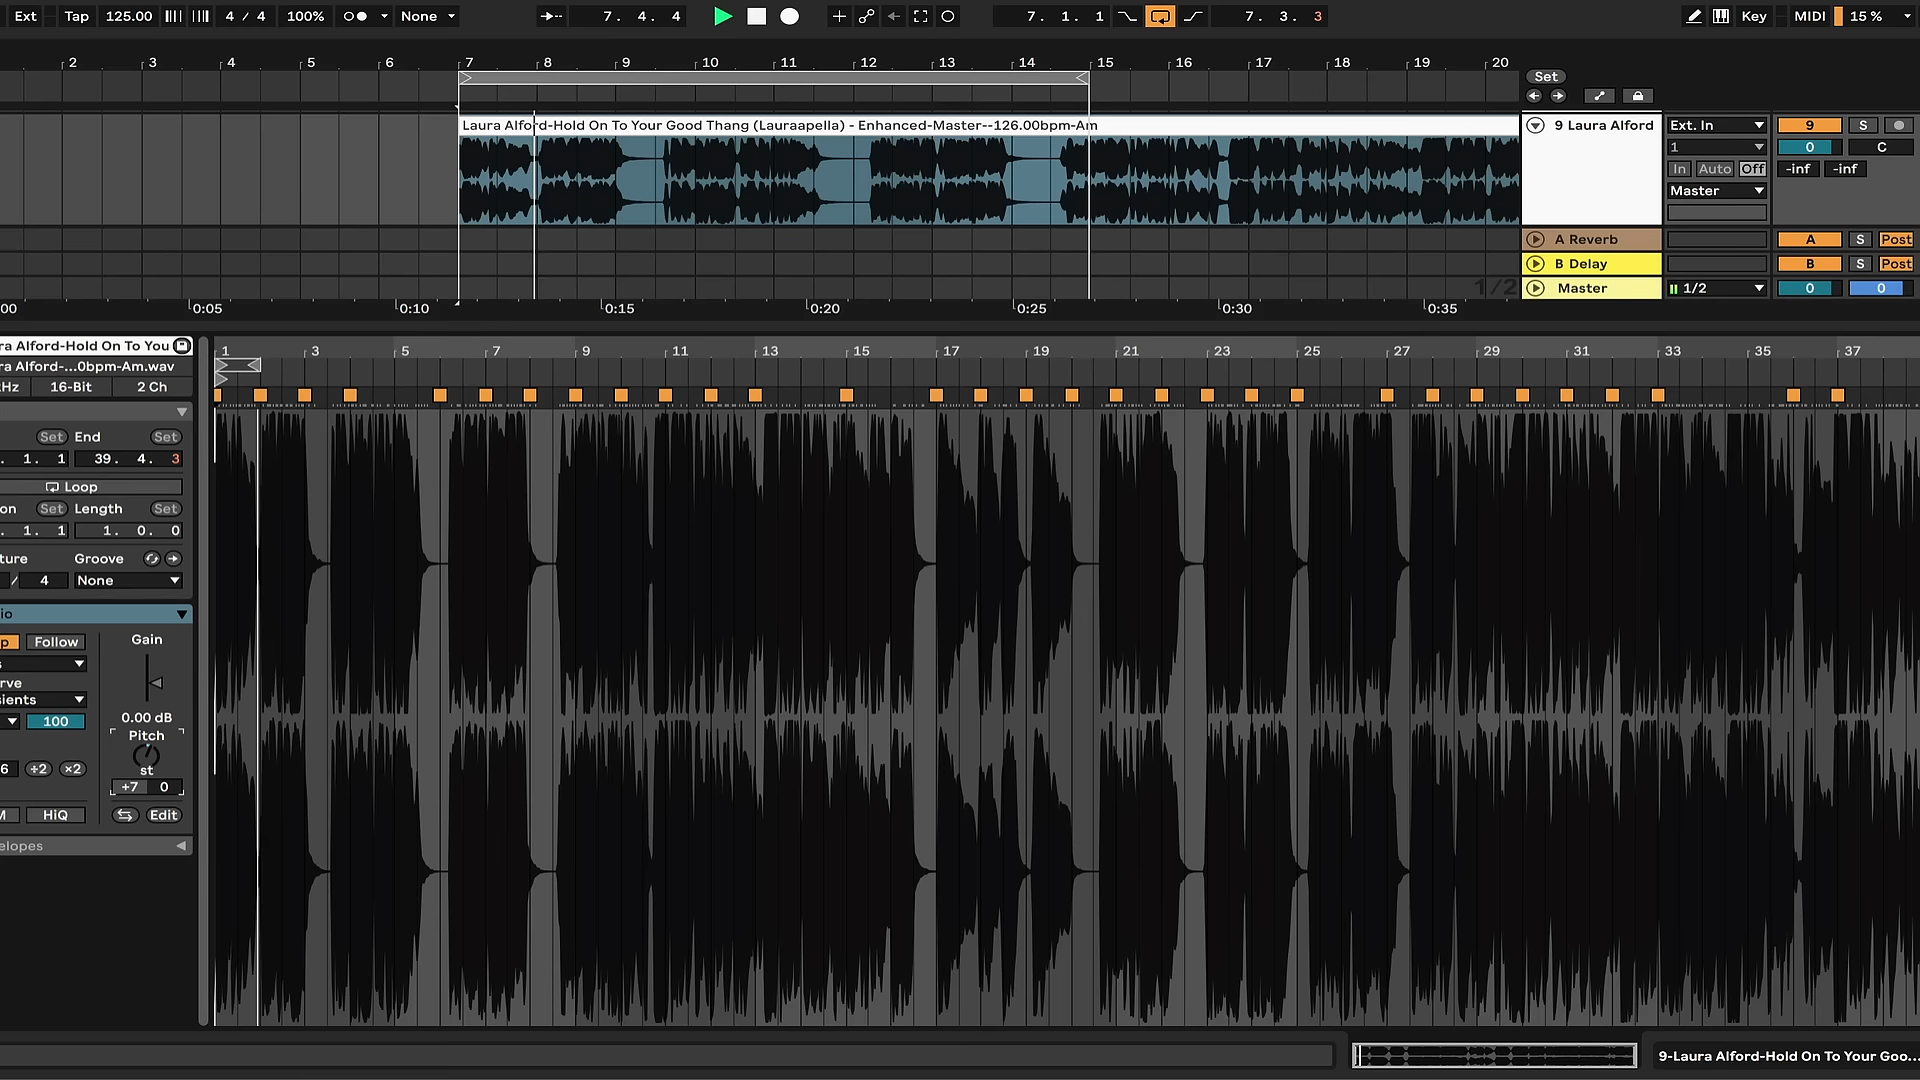 Ext Tap 125.00 4 / 4 100% None 7. 4. 4 7. 1. 1 7. 3. 3 Key MIDI 15 %
2 3 4 5 6 7 8 9 10 11 12 13 14 15 16 17 18 19 20
Set
Laura Alford-Hold On To Your Good Thang (Lauraapella) - Enhanced-Master--126.00bpm-Am
9 Laura Alford Ext. In 9 S
1 0 C
In Auto Off -inf -inf
Master
A Reverb A S Post
B Delay B S Post
1/2 Master 1/2 0 0
00 0:05 0:10 0:15 0:20 0:25 0:30 0:35
ra Alford-Hold On To You
ra Alford-...0bpm-Am.wav
Hz 16-Bit 2 Ch
1 3 5 7 9 11 13 15 17 19 21 23 25 27 29 31 33 35 37
Set End Set
. 1. 1 39. 4. 3
Loop
on Set Length Set
. 1. 1 1. 0. 0
ture Groove
/ 4 None
io
p Follow Gain
s
rve
sients
100 0.00 dB
Pitch
st
6 ÷2 ×2
+7 0
M HiQ Edit
elopes
9-Laura Alford-Hold On To Your Goo...